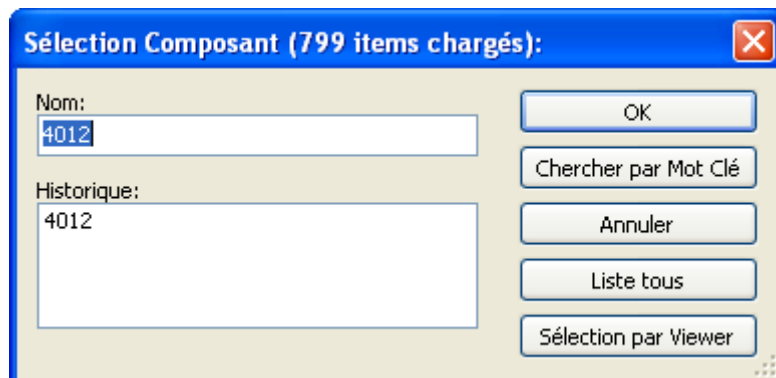 Sélection Composant (799 items chargés):
Nom:
4012
Historique:
4012
OK
Chercher par Mot Clé
Annuler
Liste tous
Sélection par Viewer